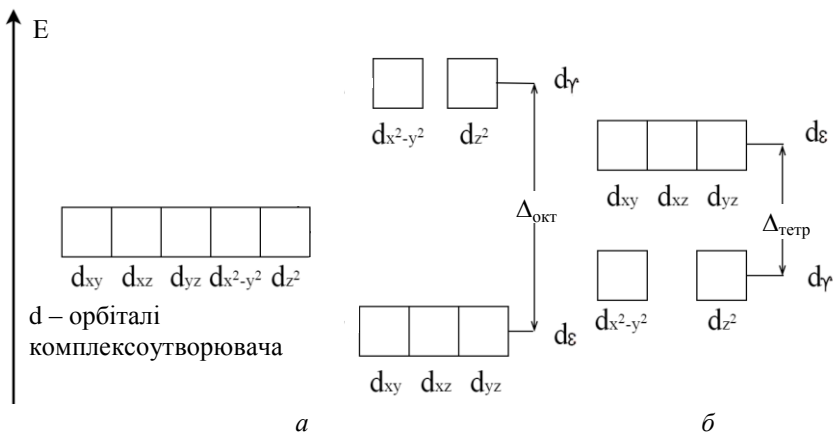 E
dγ
dx²-y² dz²
dε
dxy dxz dyz
Δокт
Δтетр
dxy dxz dyz dx²-y² dz²
dγ
dx²-y² dz²
d – орбіталі
комплексоутворювача
dε
dxy dxz dyz
а б